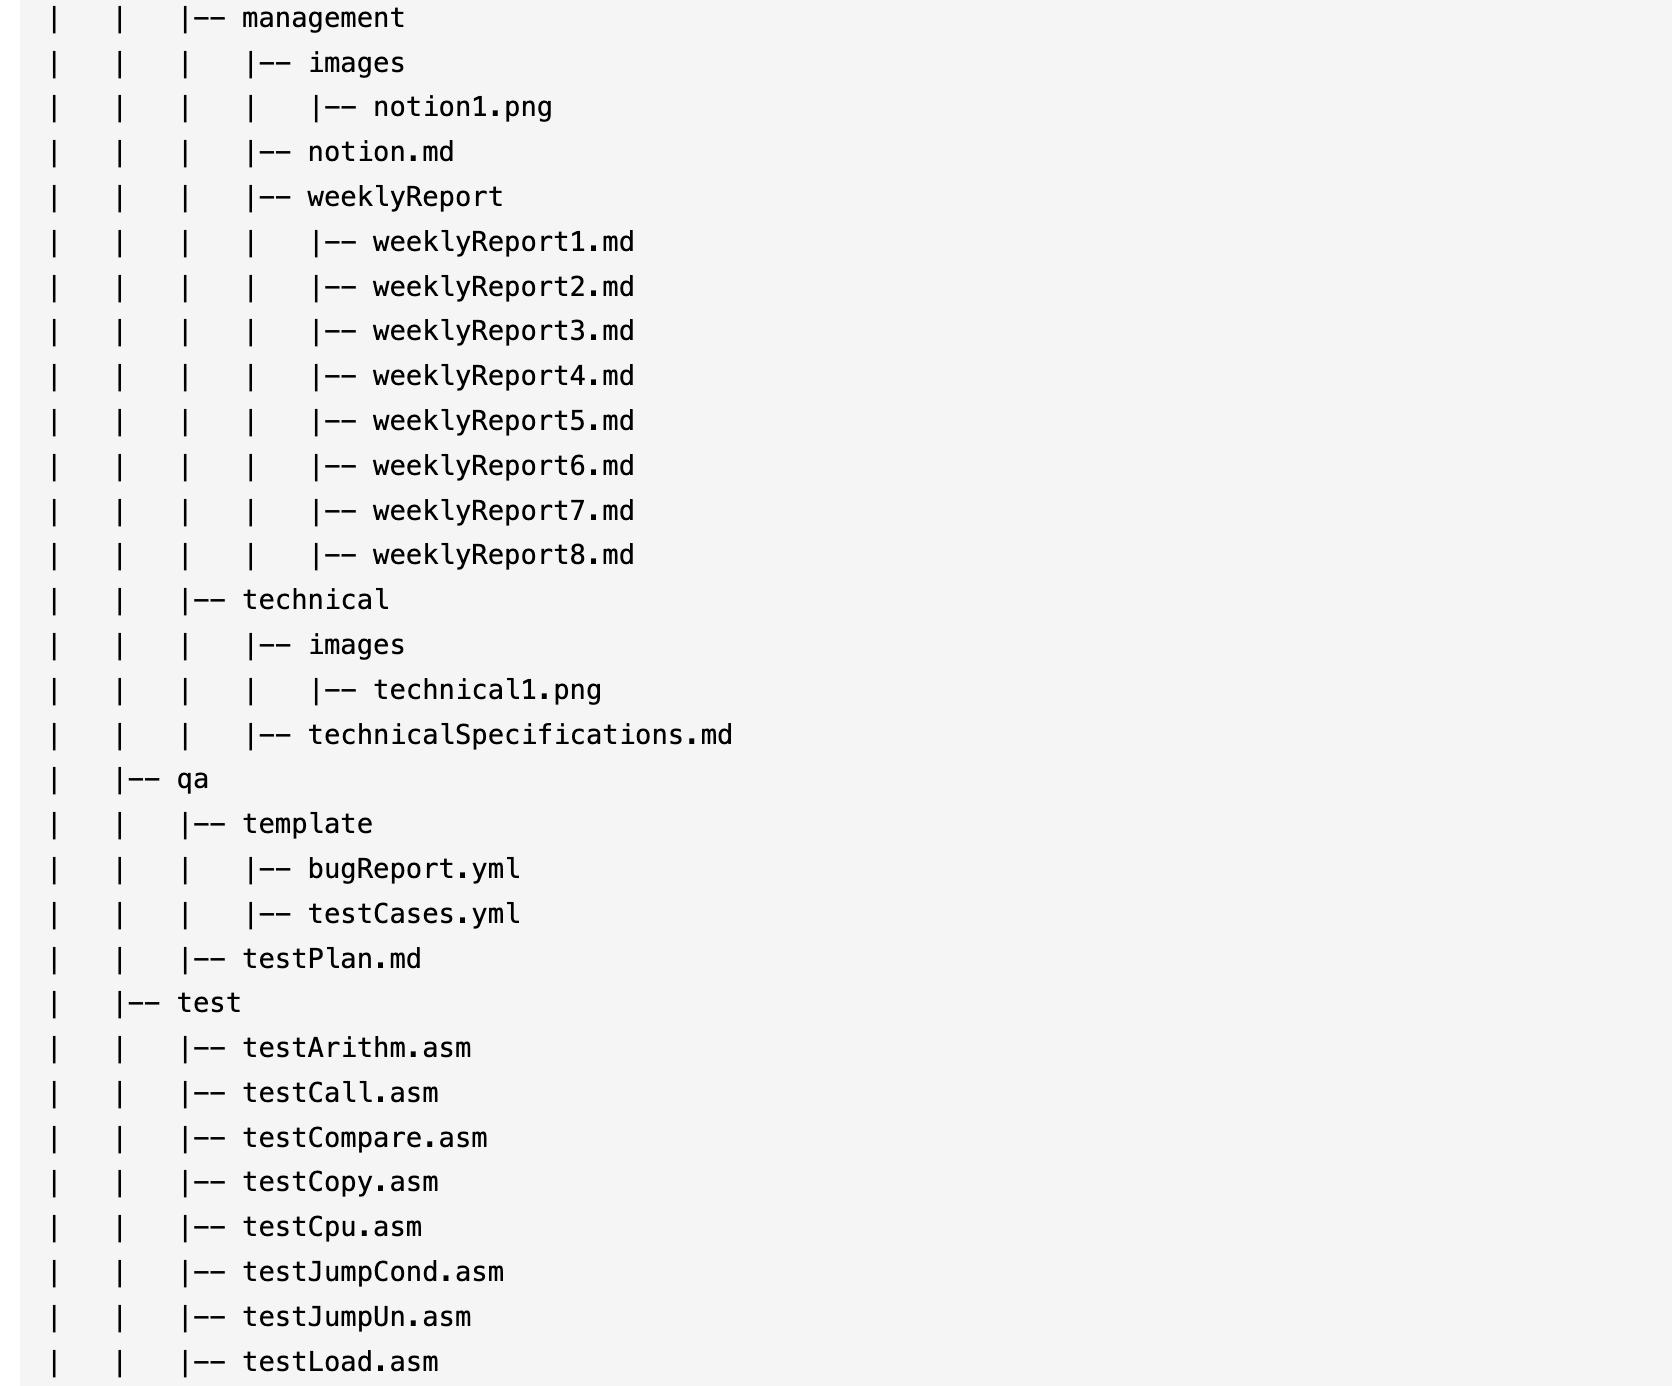 |   |   |-- management
|   |   |   |-- images
|   |   |   |   |-- notion1.png
|   |   |   |-- notion.md
|   |   |   |-- weeklyReport
|   |   |   |   |-- weeklyReport1.md
|   |   |   |   |-- weeklyReport2.md
|   |   |   |   |-- weeklyReport3.md
|   |   |   |   |-- weeklyReport4.md
|   |   |   |   |-- weeklyReport5.md
|   |   |   |   |-- weeklyReport6.md
|   |   |   |   |-- weeklyReport7.md
|   |   |   |   |-- weeklyReport8.md
|   |   |-- technical
|   |   |   |-- images
|   |   |   |   |-- technical1.png
|   |   |   |-- technicalSpecifications.md
|   |-- qa
|   |   |-- template
|   |   |   |-- bugReport.yml
|   |   |   |-- testCases.yml
|   |   |-- testPlan.md
|   |-- test
|   |   |-- testArithm.asm
|   |   |-- testCall.asm
|   |   |-- testCompare.asm
|   |   |-- testCopy.asm
|   |   |-- testCpu.asm
|   |   |-- testJumpCond.asm
|   |   |-- testJumpUn.asm
|   |   |-- testLoad.asm